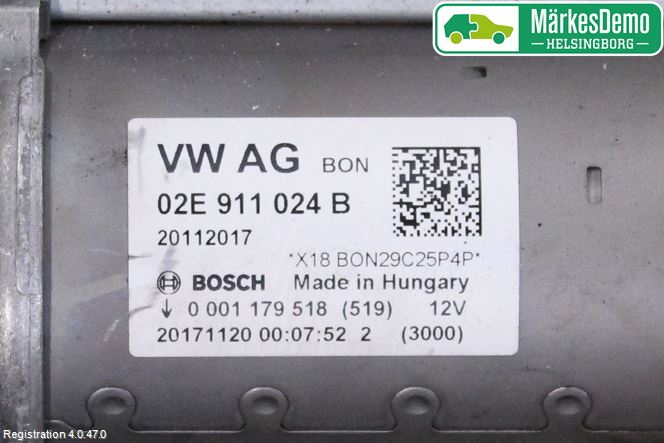 MärkesDemo
HELSINGBORG
VW AG BON
02E 911 024 B
20112017
*X18 BON29C25P4P*
BOSCH Made in Hungary
↓ 0 001 179 518 (519) 12V
20171120 00:07:52 2 (3000)
Registration 4.0.47.0